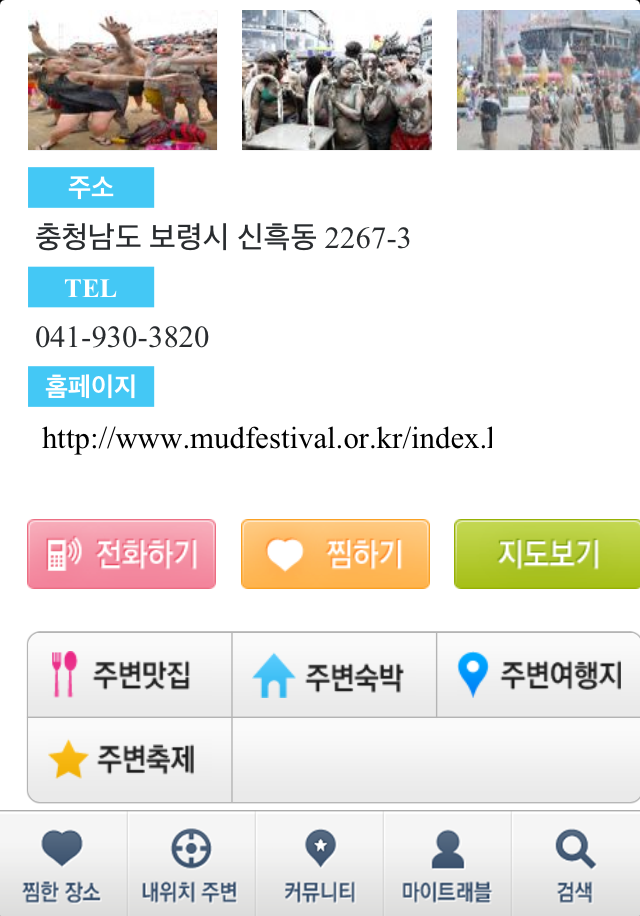 주소
충청남도 보령시 신흑동 2267-3
TEL
041-930-3820
홈페이지
http://www.mudfestival.or.kr/index.
전화하기 찜하기 지도보기
주변맛집 주변숙박 주변여행지
주변축제
찜한 장소 내위치 주변 커뮤니티 마이트래블 검색